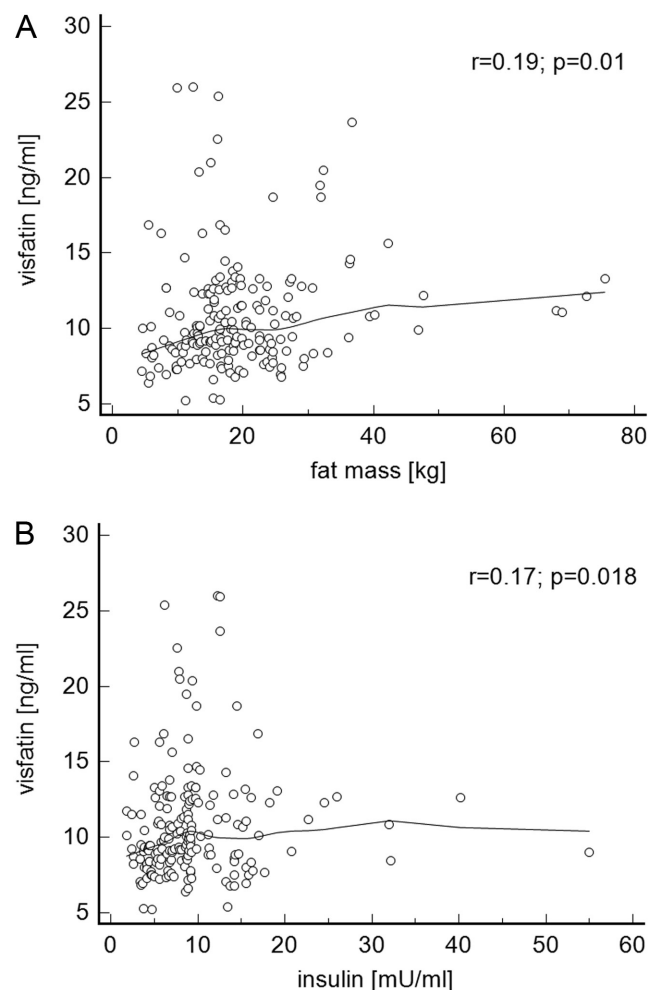 A
30
25
20
15
10
5
visfatin [ng/ml]
r=0.19; p=0.01
0 20 40 60 80
fat mass [kg]
B
30
25
20
15
10
5
visfatin [ng/ml]
r=0.17; p=0.018
0 10 20 30 40 50 60
insulin [mU/ml]